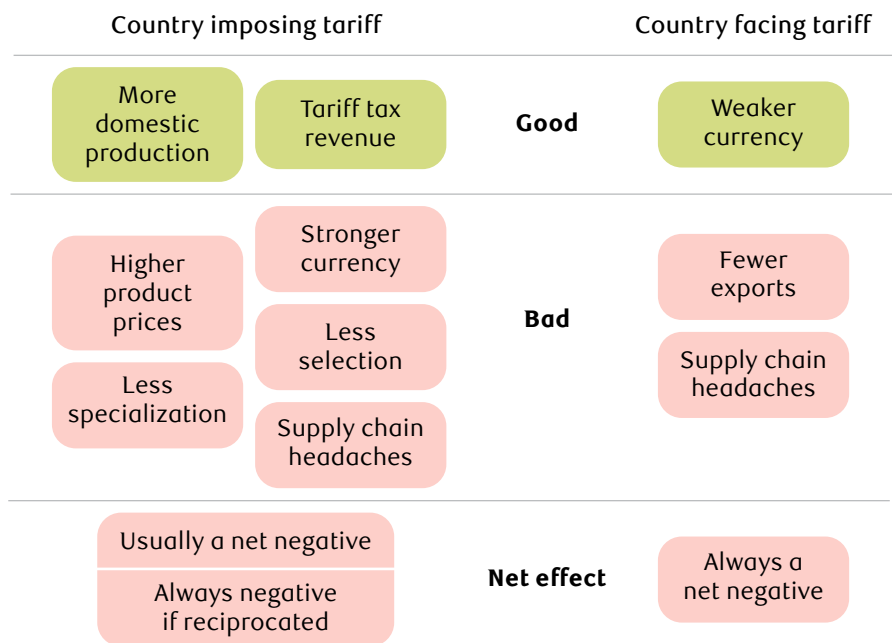 Country imposing tariff
Country facing tariff
More
domestic
production
Tariff tax
revenue
Good
Weaker
currency
Higher
product
prices
Less
specialization
Stronger
currency
Less
selection
Supply chain
headaches
Bad
Fewer
exports
Supply chain
headaches
Usually a net negative
Always negative
if reciprocated
Net effect
Always a
net negative